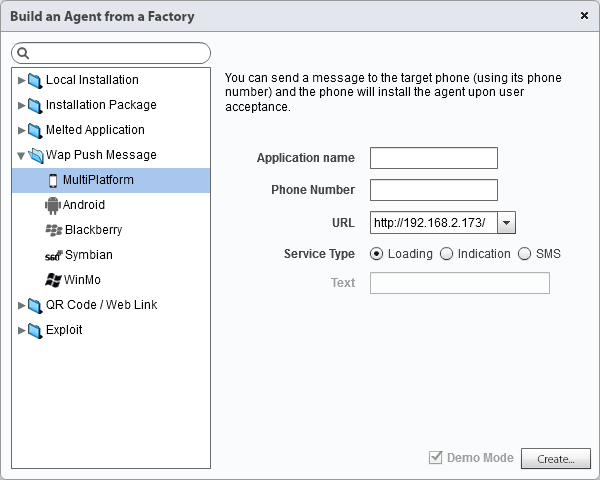 Build an Agent from a Factory
Local Installation
Installation Package
Melted Application
Wap Push Message
MultiPlatform
Android
Blackberry
S60 Symbian
WinMo
QR Code / Web Link
Exploit
You can send a message to the target phone (using its phone
number) and the phone will install the agent upon user
acceptance.
Application name
Phone Number
URL http://192.168.2.173/
Service Type Loading Indication SMS
Text
Demo Mode Create...